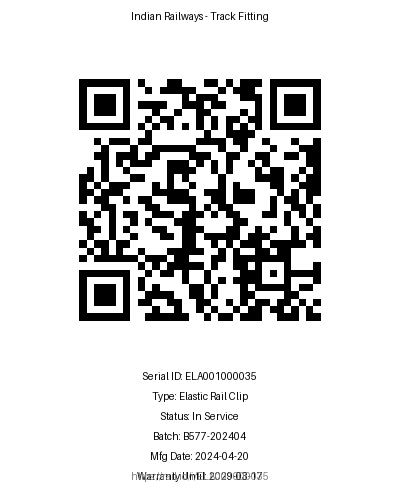 Indian Railways - Track Fitting
Serial ID: ELA001000035
Type: Elastic Rail Clip
Status: In Service
Batch: B577-202404
Mfg Date: 2024-04-20
Warranty Until: